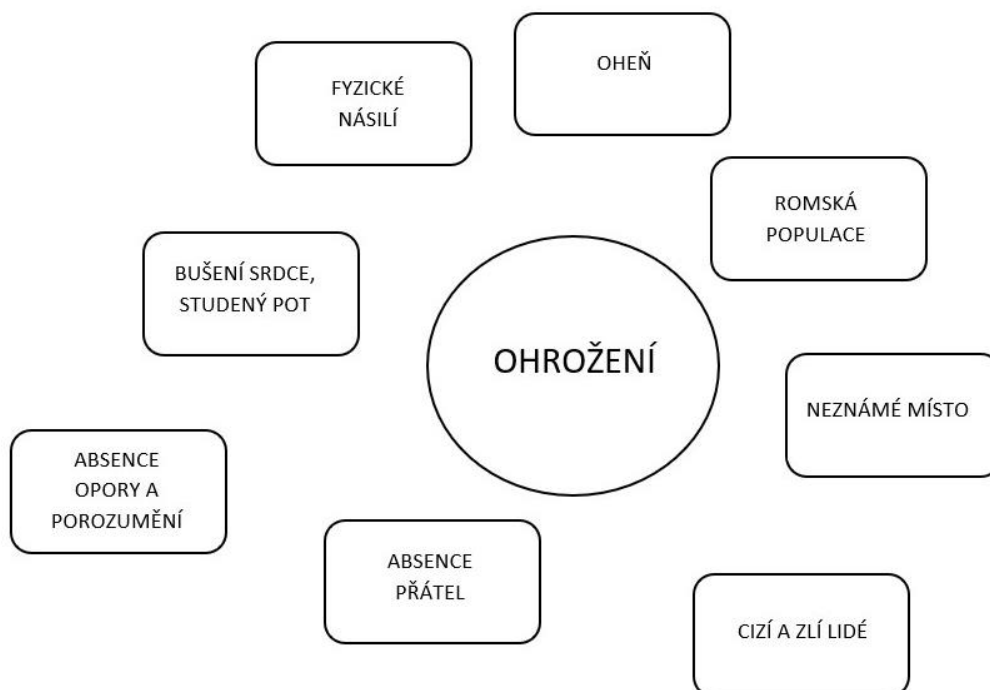 OHEŇ
FYZICKÉ
NÁSILÍ
ROMSKÁ
POPULACE
BUŠENÍ SRDCE,
STUDENÝ POT
OHROŽENÍ
NEZNÁMÉ MÍSTO
ABSENCE
OPORY A
POROZUMĚNÍ
ABSENCE
PŘÁTEL
CIZÍ A ZLÍ LIDÉ